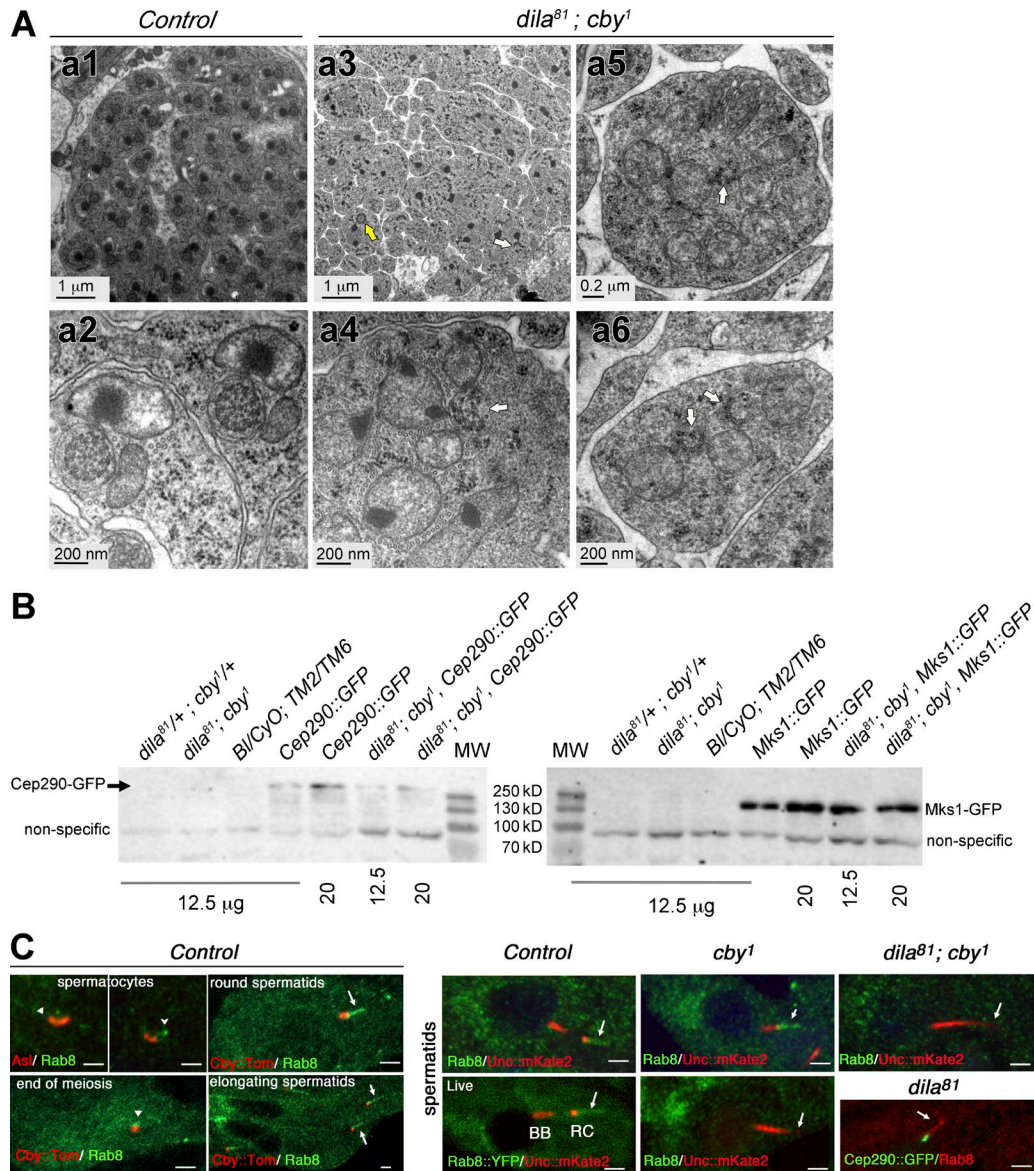 A
Control
dila81 ; cby1
a1
a3
a5
1 µm
1 µm
0.2 µm
a2
a4
a6
200 nm
200 nm
200 nm
B
dila81/+ ; cby1/+
dila81; cby1
Bl/CyO; TM2/TM6
Cep290::GFP
Cep290::GFP
dila81; cby1, Cep290::GFP
dila81; cby1, Cep290::GFP
MW
MW
dila81/+ ; cby1/+
dila81; cby1
Bl/CyO; TM2/TM6
Mks1::GFP
Mks1::GFP
dila81; cby1, Mks1::GFP
dila81; cby1, Mks1::GFP
Cep290-GFP
non-specific
250 kD
130 kD
100 kD
70 kD
Mks1-GFP
non-specific
12.5 µg
20
12.5
20
12.5 µg
20
12.5
20
C
Control
spermatocytes
Asl/ Rab8
round spermatids
Cby::Tom/ Rab8
end of meiosis
Cby::Tom/ Rab8
elongating spermatids
Cby::Tom/ Rab8
spermatids
Control
cby1
dila81; cby1
Rab8/Unc::mKate2
Rab8/Unc::mKate2
Rab8/Unc::mKate2
Live
BB
RC
Rab8::YFP/Unc::mKate2
Rab8/Unc::mKate2
dila81
Cep290::GFP/Rab8